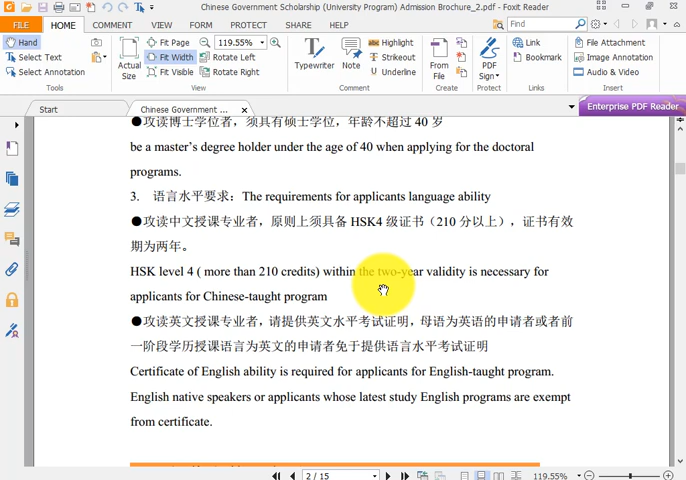 Chinese Government Scholarship (University Program) Admission Brochure_2.pdf - Foxit Reader
FILE HOME COMMENT VIEW FORM PROTECT SHARE HELP Find
Hand
Select Text
Select Annotation
Tools
Actual Size
Fit Page
Fit Width
Fit Visible
119.55%
Rotate Left
Rotate Right
View
Typewriter
Note
Highlight
Strikeout
Underline
Comment
From File
Create
PDF Sign
Protect
Link
Bookmark
Links
File Attachment
Image Annotation
Audio & Video
Insert
Start
Chinese Government ...
Enterprise PDF Reader
●攻读博士学位者，须具有硕士学位，年龄不超过 40 岁
be a master’s degree holder under the age of 40 when applying for the doctoral
programs.
3. 语言水平要求：The requirements for applicants language ability
●攻读中文授课专业者，原则上须具备 HSK4 级证书（210 分以上），证书有效
期为两年。
HSK level 4 ( more than 210 credits) within the two-year validity is necessary for
applicants for Chinese-taught program
●攻读英文授课专业者，请提供英文水平考试证明，母语为英语的申请者或者前
一阶段学历授课语言为英文的申请者免于提供语言水平考试证明
Certificate of English ability is required for applicants for English-taught program.
English native speakers or applicants whose latest study English programs are exempt
from certificate.
2 / 15
119.55%